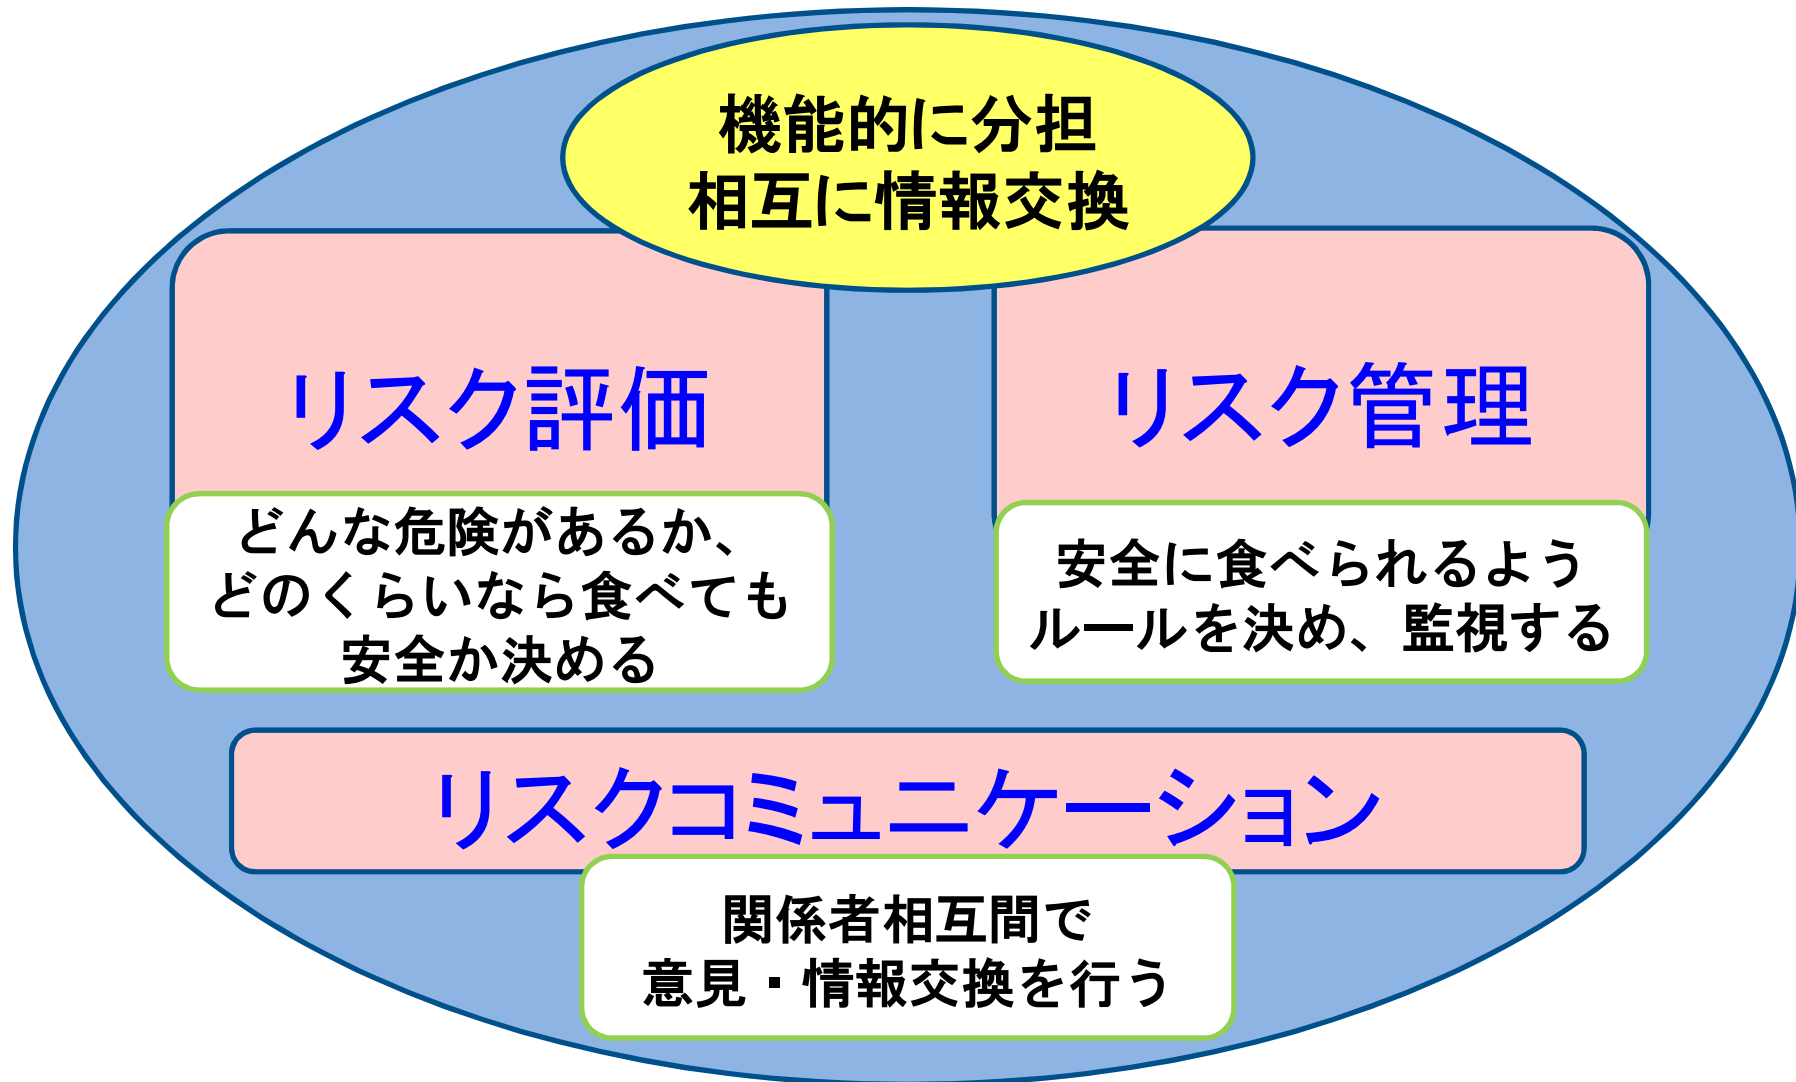 機能的に分担
相互に情報交換
リスク評価
どんな危険があるか、
どのくらいなら食べても
安全か決める
リスク管理
安全に食べられるよう
ルールを決め、監視する
リスクコミュニケーション
関係者相互間で
意見・情報交換を行う